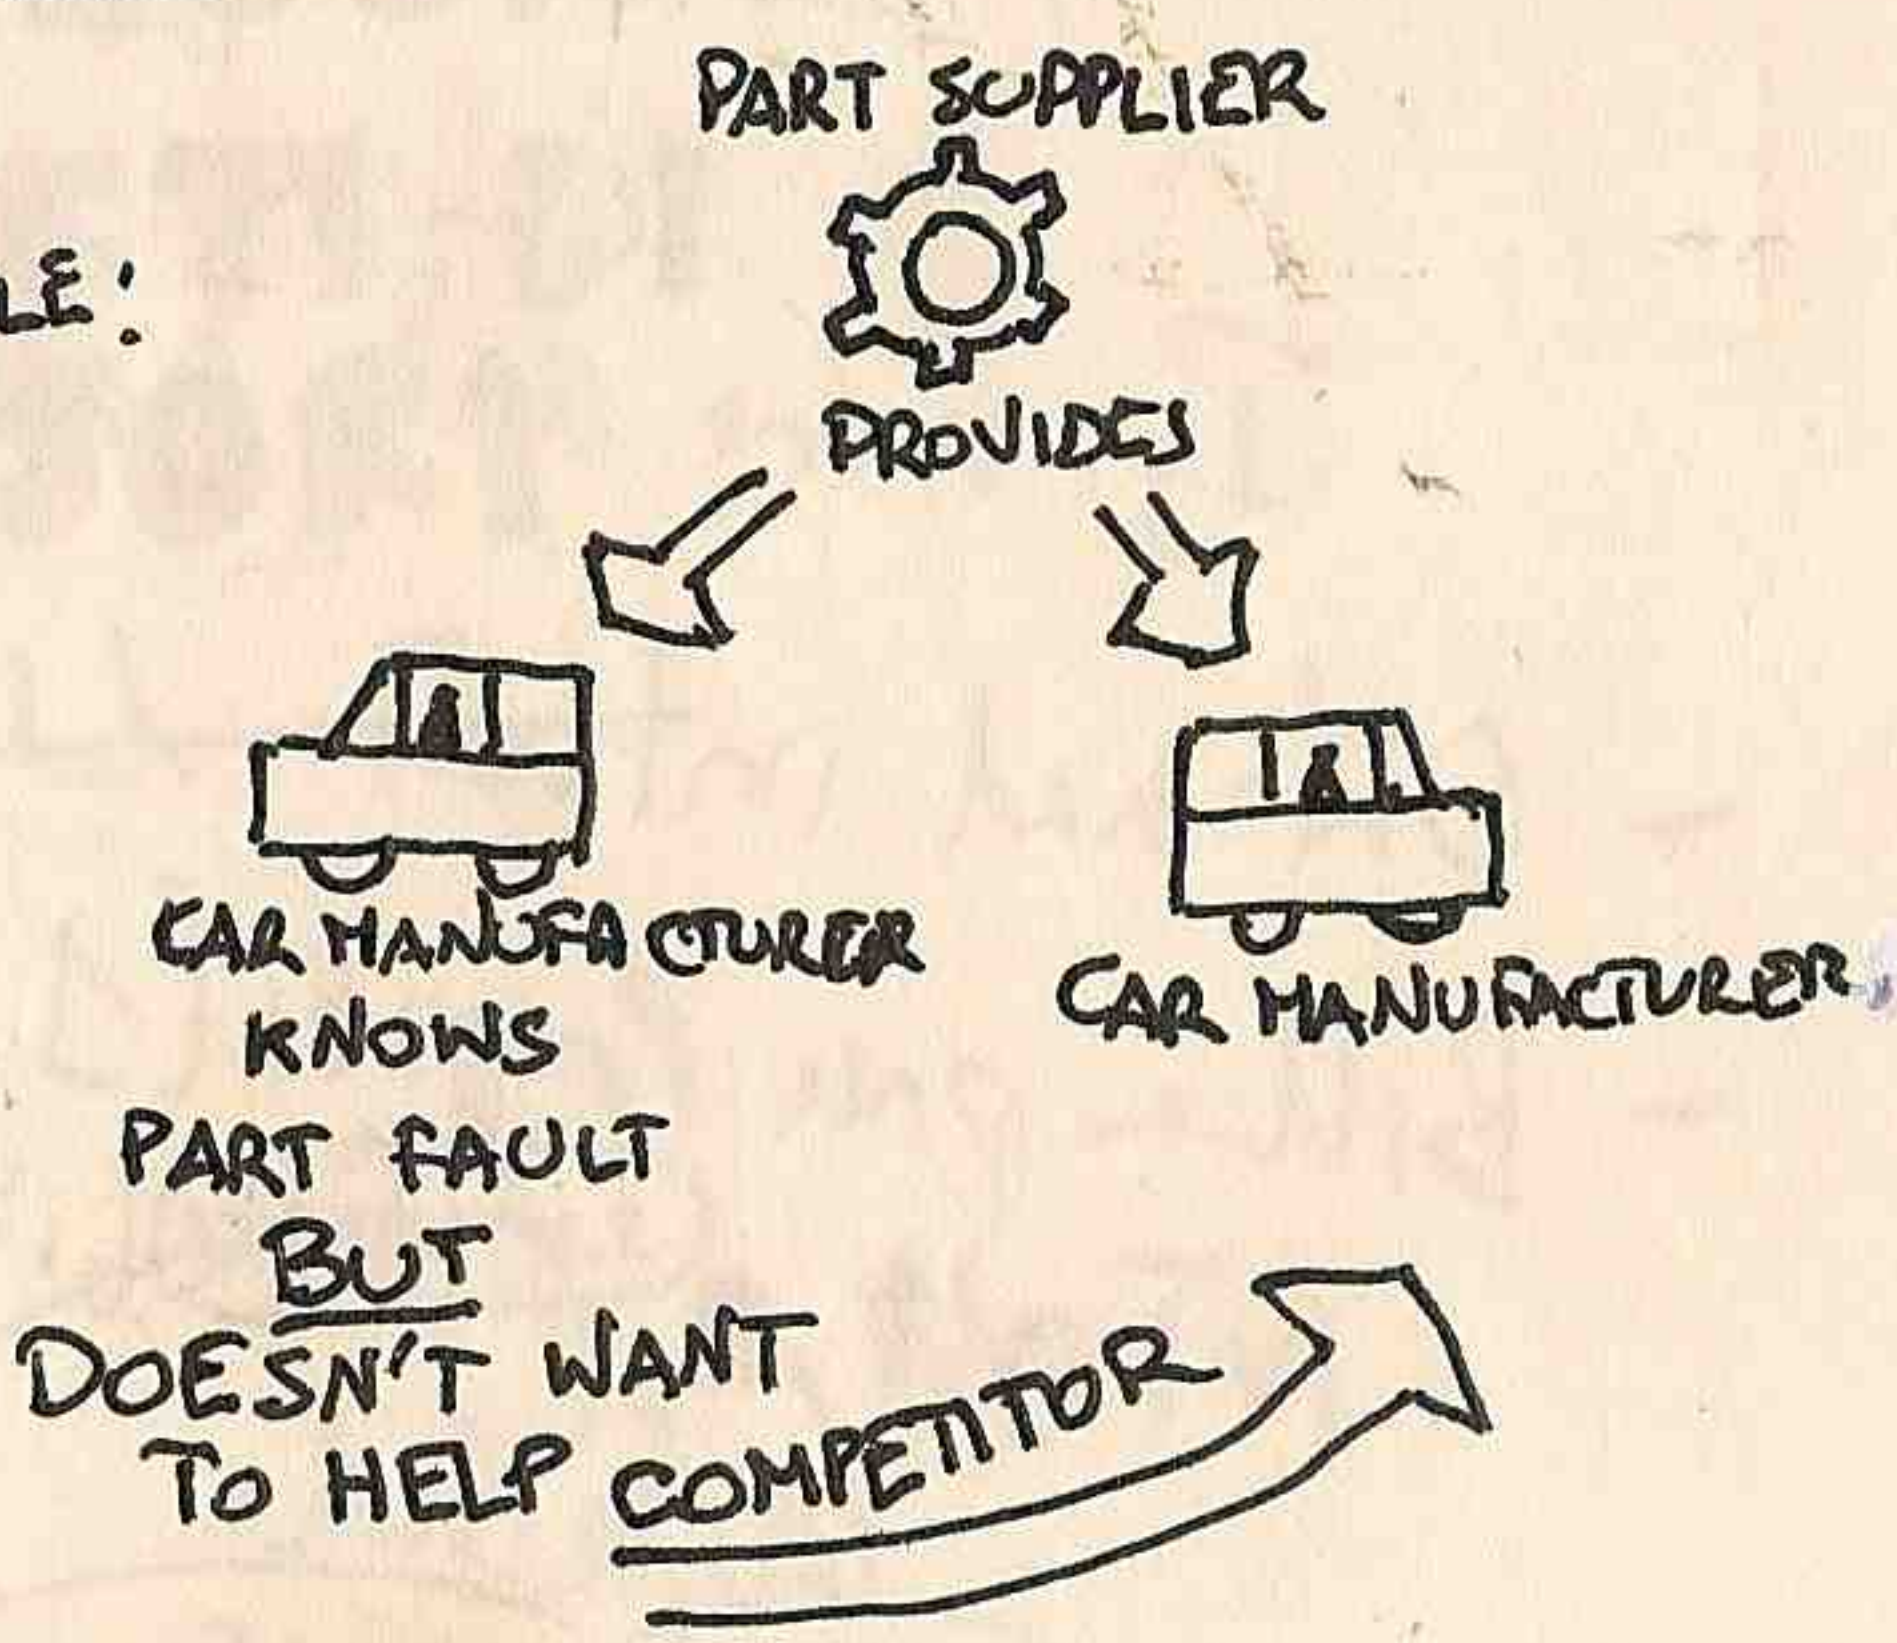 PART SUPPLIER
LE:
PROVIDES
CAR MANUFACTURER
KNOWS
PART FAULT
BUT
DOESN'T WANT
TO HELP COMPETITOR
CAR MANUFACTURER